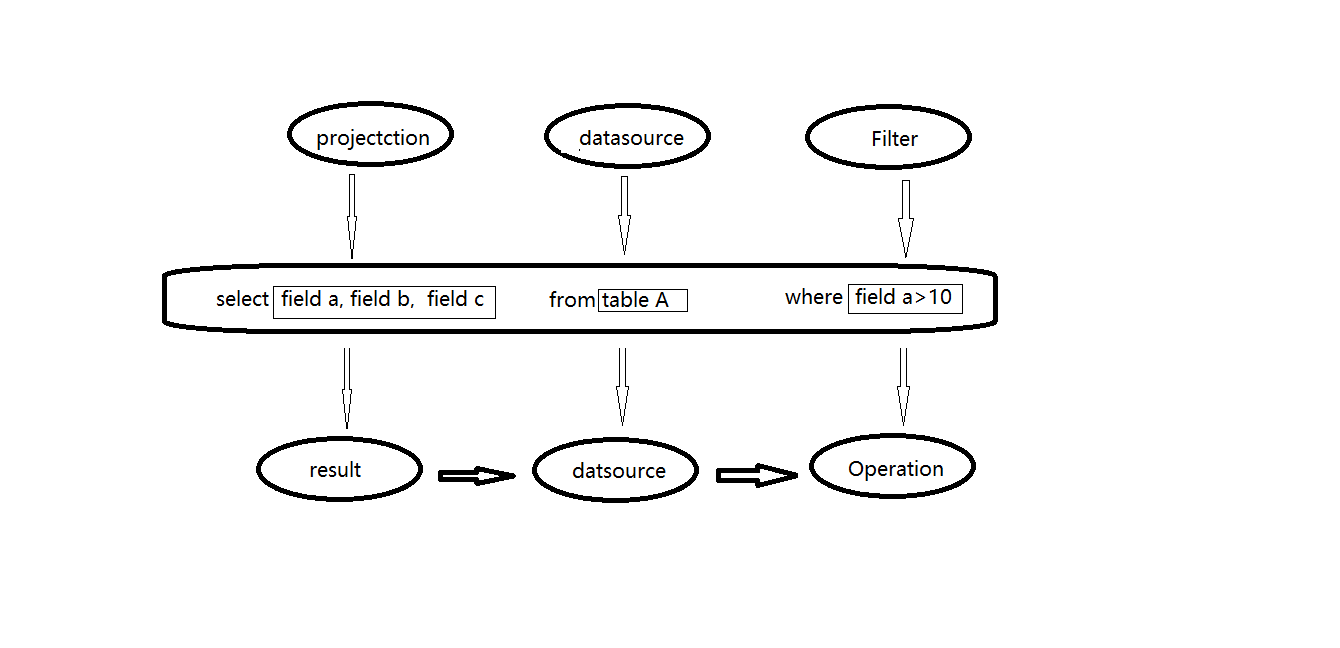 projectction datasource Filter
select field a, field b, field c from table A where field a>10
result datsource Operation